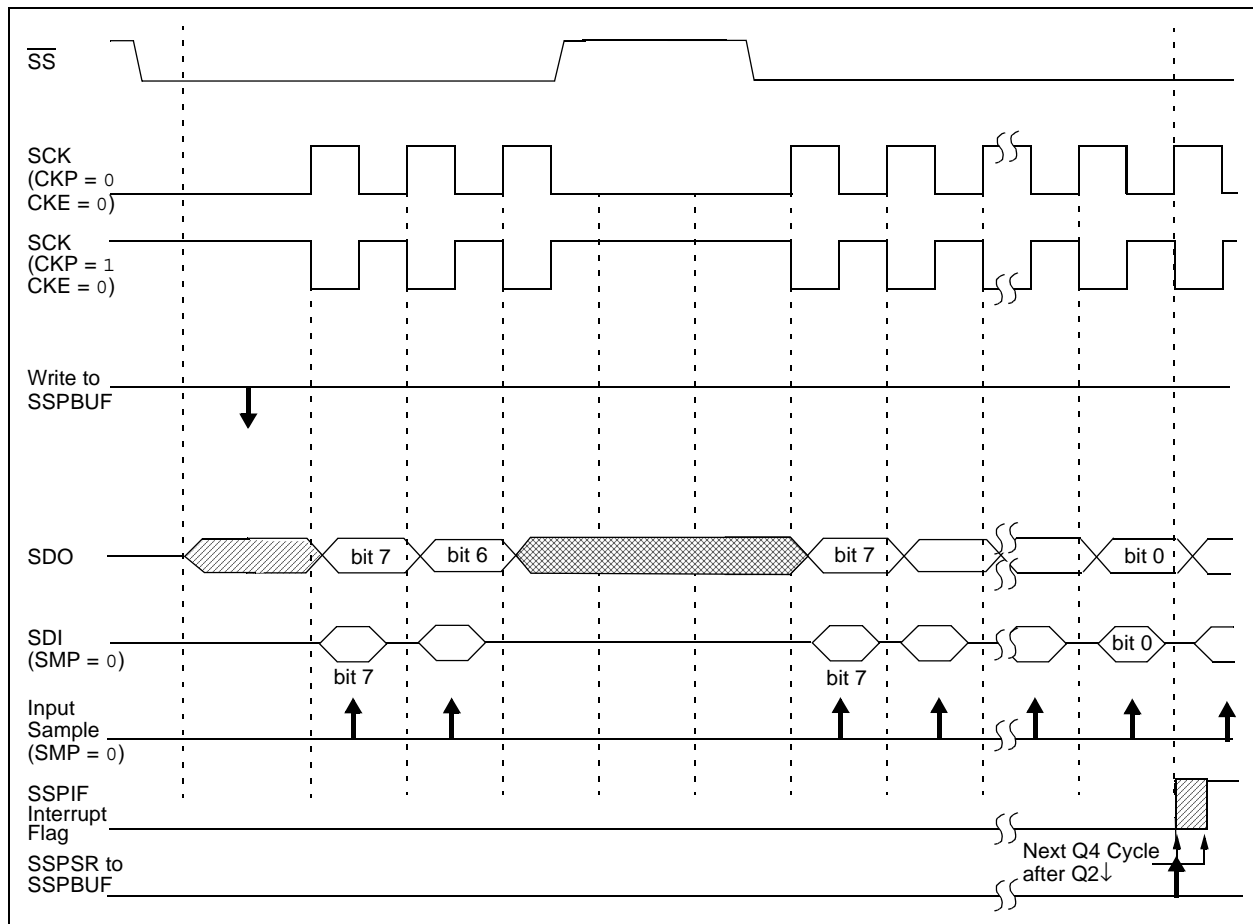 SS
SCK
(CKP = 0
CKE = 0)
SCK
(CKP = 1
CKE = 0)
Write to
SSPBUF
SDO
bit 7
bit 6
bit 7
bit 0
SDI
(SMP = 0)
bit 7
bit 7
bit 0
Input
Sample
(SMP = 0)
SSPIF
Interrupt
Flag
Next Q4 Cycle
after Q2↓
SSPSR to
SSPBUF